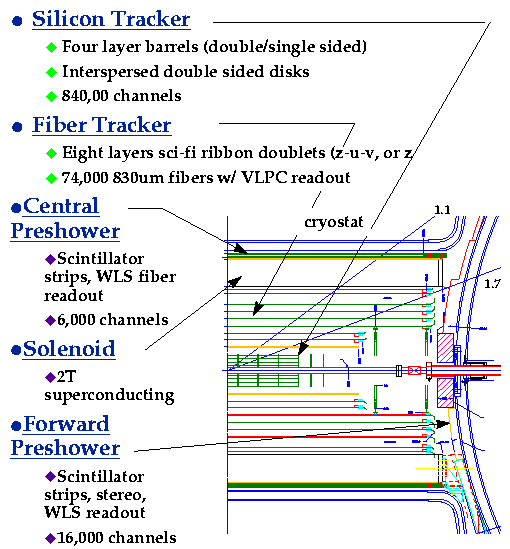 Silicon Tracker
Four layer barrels (double/single sided)
Interspersed double sided disks
840,00 channels
Fiber Tracker
Eight layers sci-fi ribbon doublets (z-u-v, or z
74,000 830um fibers w/ VLPC readout
Central
Preshower
Scintillator
strips, WLS fiber
readout
6,000 channels
Solenoid
2T
superconducting
Forward
Preshower
Scintillator
strips, stereo,
WLS readout
16,000 channels
cryostat
1.1
1.7